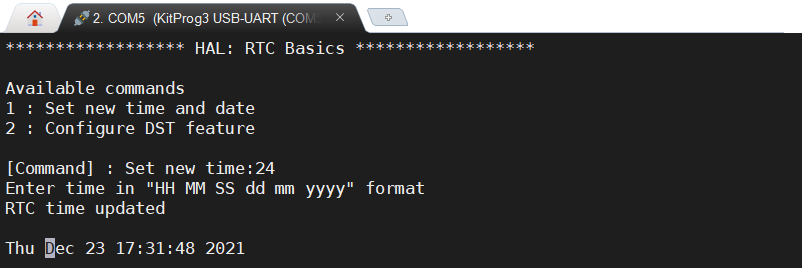 2. COM5 (KitProg3 USB-UART (COM
****************** HAL: RTC Basics ******************
Available commands
1 : Set new time and date
2 : Configure DST feature
[Command] : Set new time:24
Enter time in "HH MM SS dd mm yyyy" format
RTC time updated
Thu Dec 23 17:31:48 2021